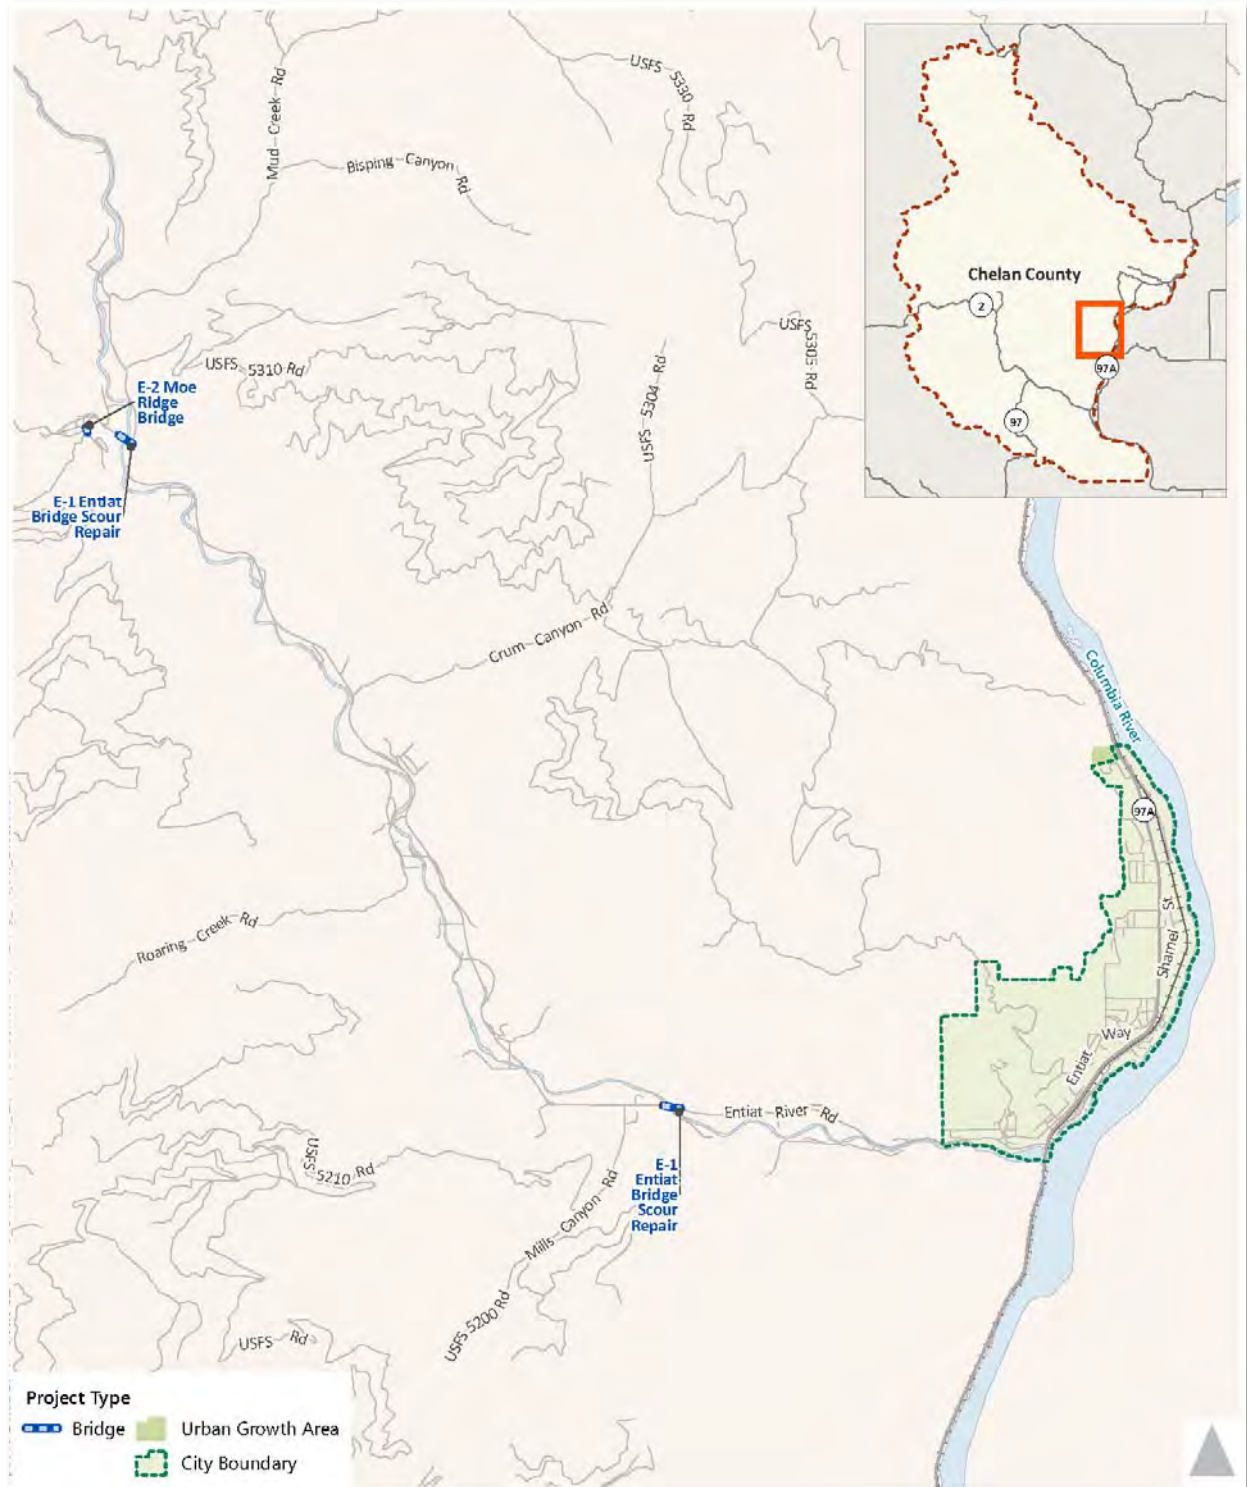 USFS 5330 Rd
Mud Creek Rd
Bisping Canyon Rd
Chelan County
2
97A
97
USFS 5310 Rd
USFS 5304 Rd
USFS 5305 Rd
E-2 Moe
Ridge
Bridge
E-1 Entiat
Bridge Scour
Repair
Crum Canyon Rd
Columbia River
97A
Roaring Creek Rd
Shamel St
Entiat Way
Entiat River Rd
USFS 5210 Rd
E-1
Entiat
Bridge
Scour
Repair
Mills Canyon Rd
USFS 5200 Rd
USFS Rd
Project Type
Bridge
Urban Growth Area
City Boundary